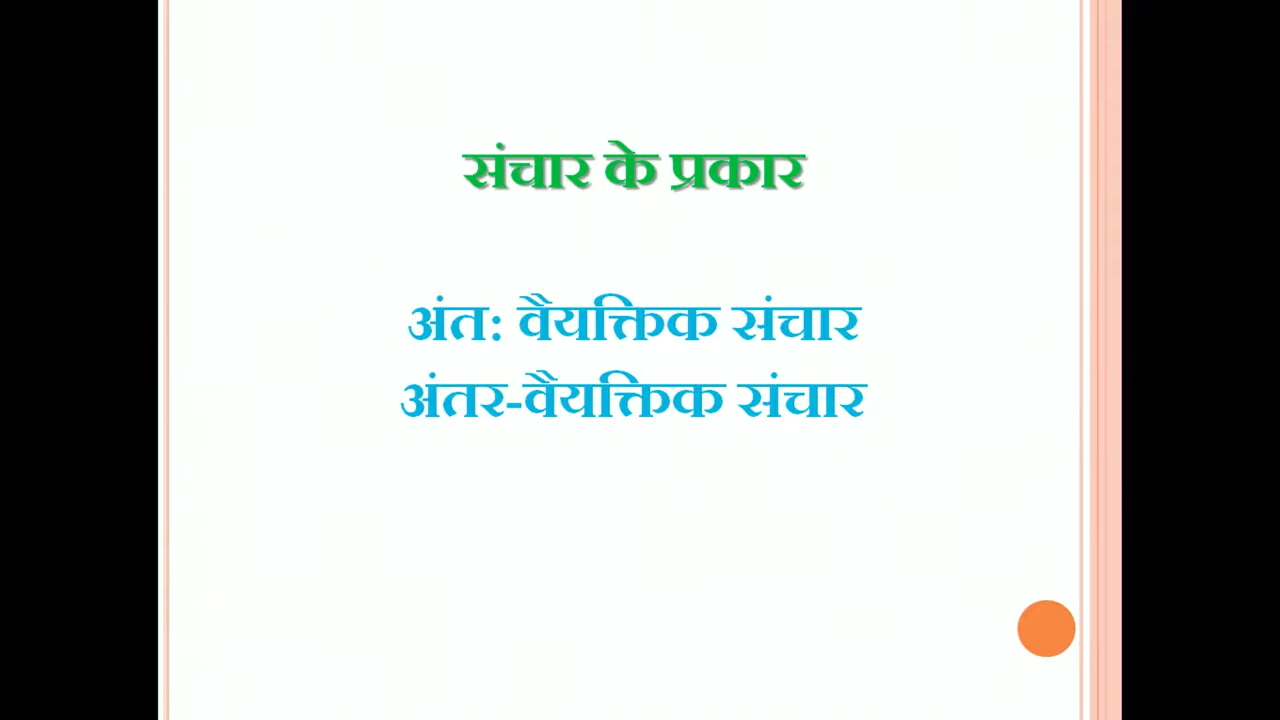 संचार के प्रकार
अंत: वैयक्तिक संचार
अंतर-वैयक्तिक संचार